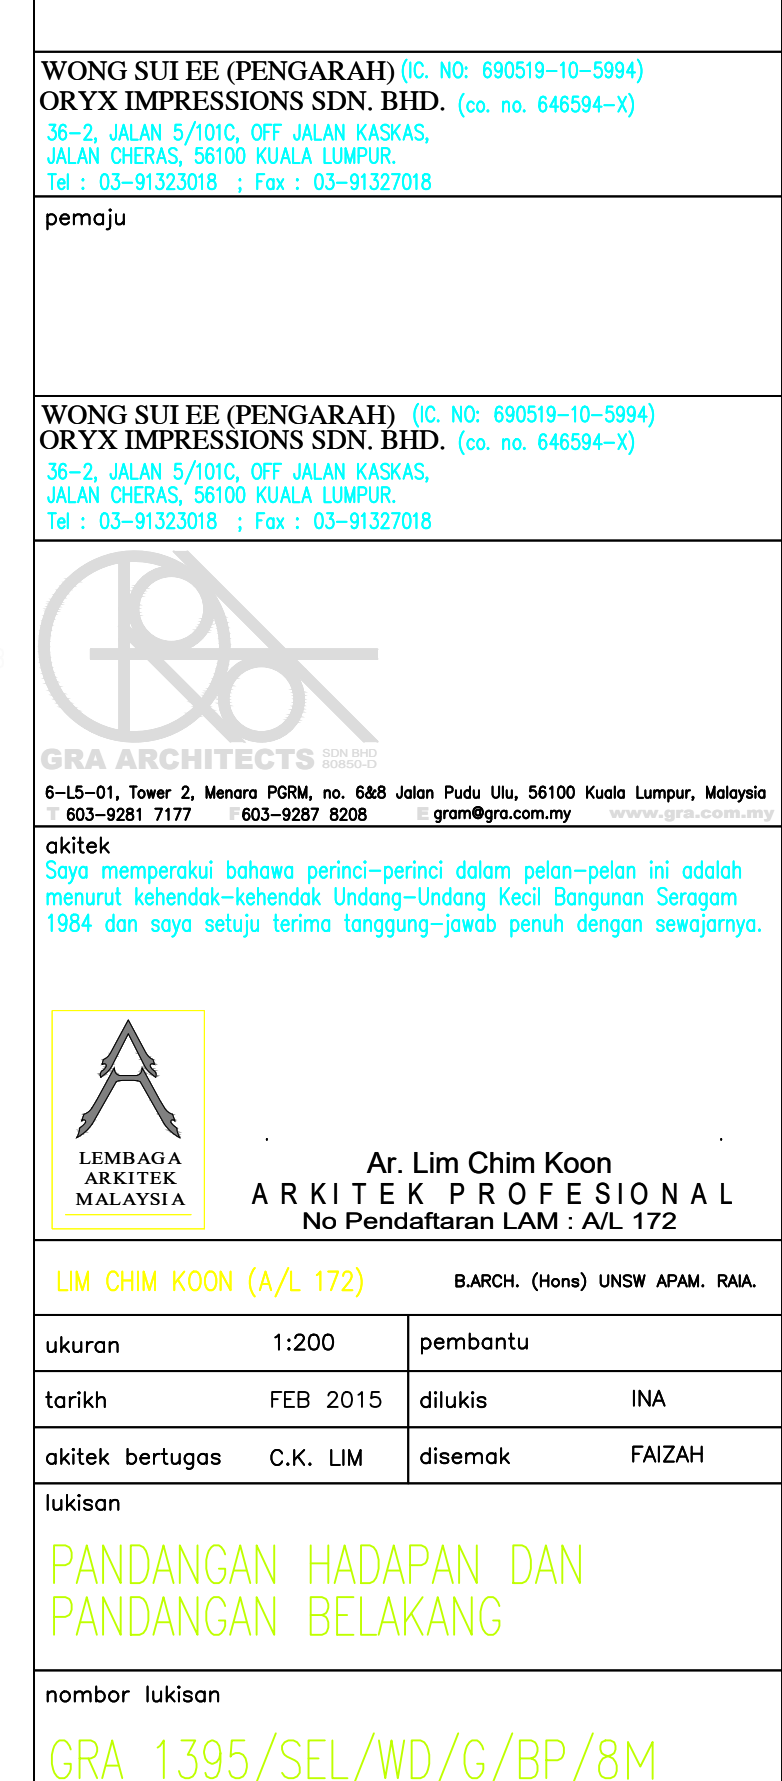 WONG SUI EE (PENGARAH) (IC. NO: 690519-10-5994)
ORYX IMPRESSIONS SDN. BHD. (co. no. 646594-X)
36-2, JALAN 5/101C, OFF JALAN KASKAS,
JALAN CHERAS, 56100 KUALA LUMPUR.
Tel : 03-91323018 ; Fax : 03-91327018
pemaju
WONG SUI EE (PENGARAH) (IC. NO: 690519-10-5994)
ORYX IMPRESSIONS SDN. BHD. (co. no. 646594-X)
36-2, JALAN 5/101C, OFF JALAN KASKAS,
JALAN CHERAS, 56100 KUALA LUMPUR.
Tel : 03-91323018 ; Fax : 03-91327018
GRA ARCHITECTS SDN BHD
80850-D
6-L5-01, Tower 2, Menara PGRM, no. 6&8 Jalan Pudu Ulu, 56100 Kuala Lumpur, Malaysia
T 603-9281 7177 F603-9287 8208 E gram@gra.com.my www.gra.com.my
akitek
Saya memperakui bahawa perinci-perinci dalam pelan-pelan ini adalah
menurut kehendak-kehendak Undang-Undang Kecil Bangunan Seragam
1984 dan saya setuju terima tanggung-jawab penuh dengan sewajarnya.
LEMBAGA
ARKITEK
MALAYSIA
Ar. Lim Chim Koon
ARKITEK PROFESIONAL
No Pendaftaran LAM : A/L 172
LIM CHIM KOON (A/L 172) B.ARCH. (Hons) UNSW APAM. RAIA.
ukuran 1:200 pembantu
tarikh FEB 2015 dilukis INA
akitek bertugas C.K. LIM disemak FAIZAH
lukisan
PANDANGAN HADAPAN DAN
PANDANGAN BELAKANG
nombor lukisan
GRA 1395/SEL/WD/G/BP/8M